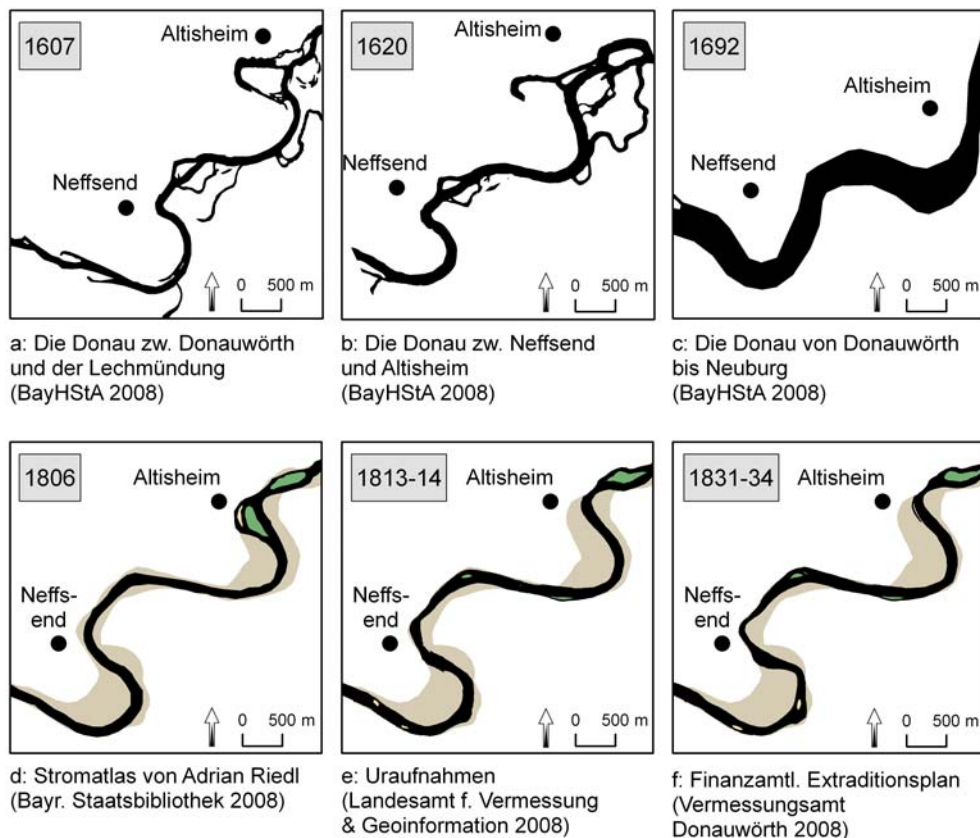 1607
Altisheim
Neffsend
0 500 m
a: Die Donau zw. Donauwörth
und der Lechmündung
(BayHStA 2008)
1620
Altisheim
Neffsend
0 500 m
b: Die Donau zw. Neffsend
und Altisheim
(BayHStA 2008)
1692
Altisheim
Neffsend
0 500 m
c: Die Donau von Donauwörth
bis Neuburg
(BayHStA 2008)
1806
Altisheim
Neffs-
end
0 500 m
d: Stromatlas von Adrian Riedl
(Bayr. Staatsbibliothek 2008)
1813-14
Altisheim
Neffs-
end
0 500 m
e: Uraufnahmen
(Landesamt f. Vermessung
& Geoinformation 2008)
1831-34
Altisheim
Neffs-
end
0 500 m
f: Finanzamtl. Extraditionsplan
(Vermessungsamt
Donauwörth 2008)